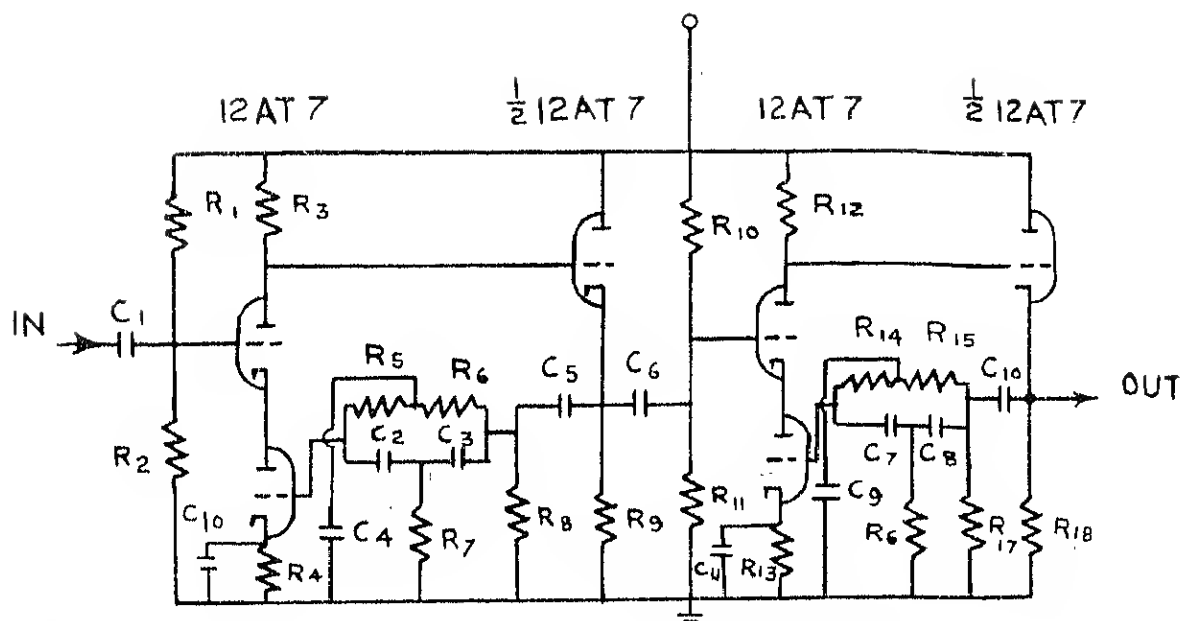 12AT7 ½ 12AT7 12AT7 ½ 12AT7
R1 R3 R10 R12
IN C1
R14 R15
R5 R6 C5 C6 C10 OUT
C2 C3 C7 C8
R2
C10 C4 R7 R8 R9 R11 C9 R6 R17 R18
R4 C11 R13